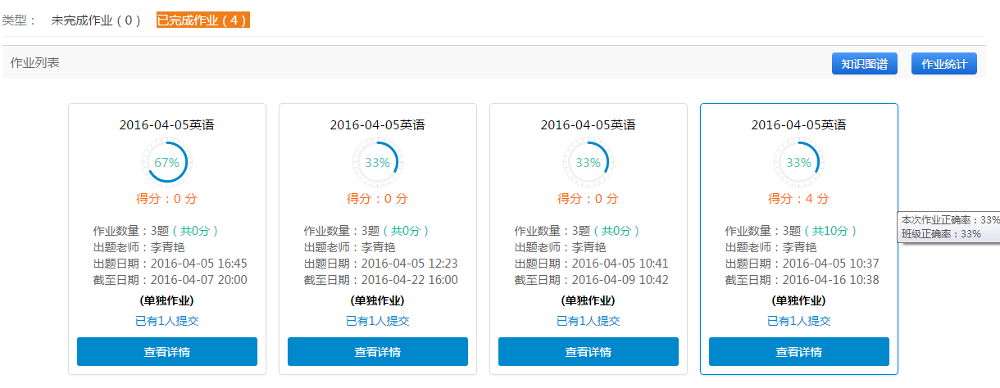 类型： 未完成作业（0） 已完成作业（4）
作业列表 知识图谱 作业统计
2016-04-05英语
67%
得分：0 分
作业数量：3题（共0分）
出题老师：李青艳
出题日期：2016-04-05 16:45
截至日期：2016-04-07 20:00
(单独作业)
已有1人提交
查看详情
2016-04-05英语
33%
得分：0 分
作业数量：3题（共0分）
出题老师：李青艳
出题日期：2016-04-05 12:23
截至日期：2016-04-22 16:00
(单独作业)
已有1人提交
查看详情
2016-04-05英语
33%
得分：0 分
作业数量：3题（共0分）
出题老师：李青艳
出题日期：2016-04-05 10:41
截至日期：2016-04-09 10:42
(单独作业)
已有1人提交
查看详情
2016-04-05英语
33%
得分：4 分
作业数量：3题（共10分）
出题老师：李青艳
出题日期：2016-04-05 10:37
截至日期：2016-04-16 10:38
(单独作业)
已有1人提交
查看详情
本次作业正确率：33%
班级正确率：33%